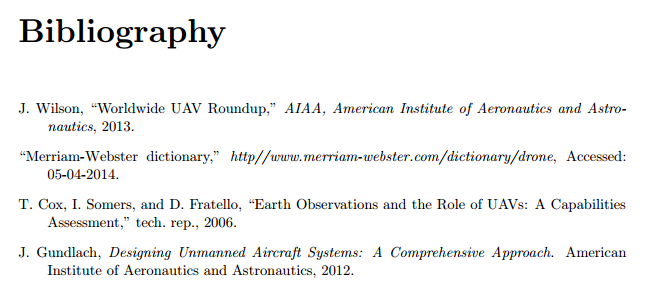 Bibliography
J. Wilson, “Worldwide UAV Roundup,” AIAA, American Institute of Aeronautics and Astro-
nautics, 2013.
“Merriam-Webster dictionary,” http//www.merriam-webster.com/dictionary/drone, Accessed:
05-04-2014.
T. Cox, I. Somers, and D. Fratello, “Earth Observations and the Role of UAVs: A Capabilities
Assessment,” tech. rep., 2006.
J. Gundlach, Designing Unmanned Aircraft Systems: A Comprehensive Approach. American
Institute of Aeronautics and Astronautics, 2012.